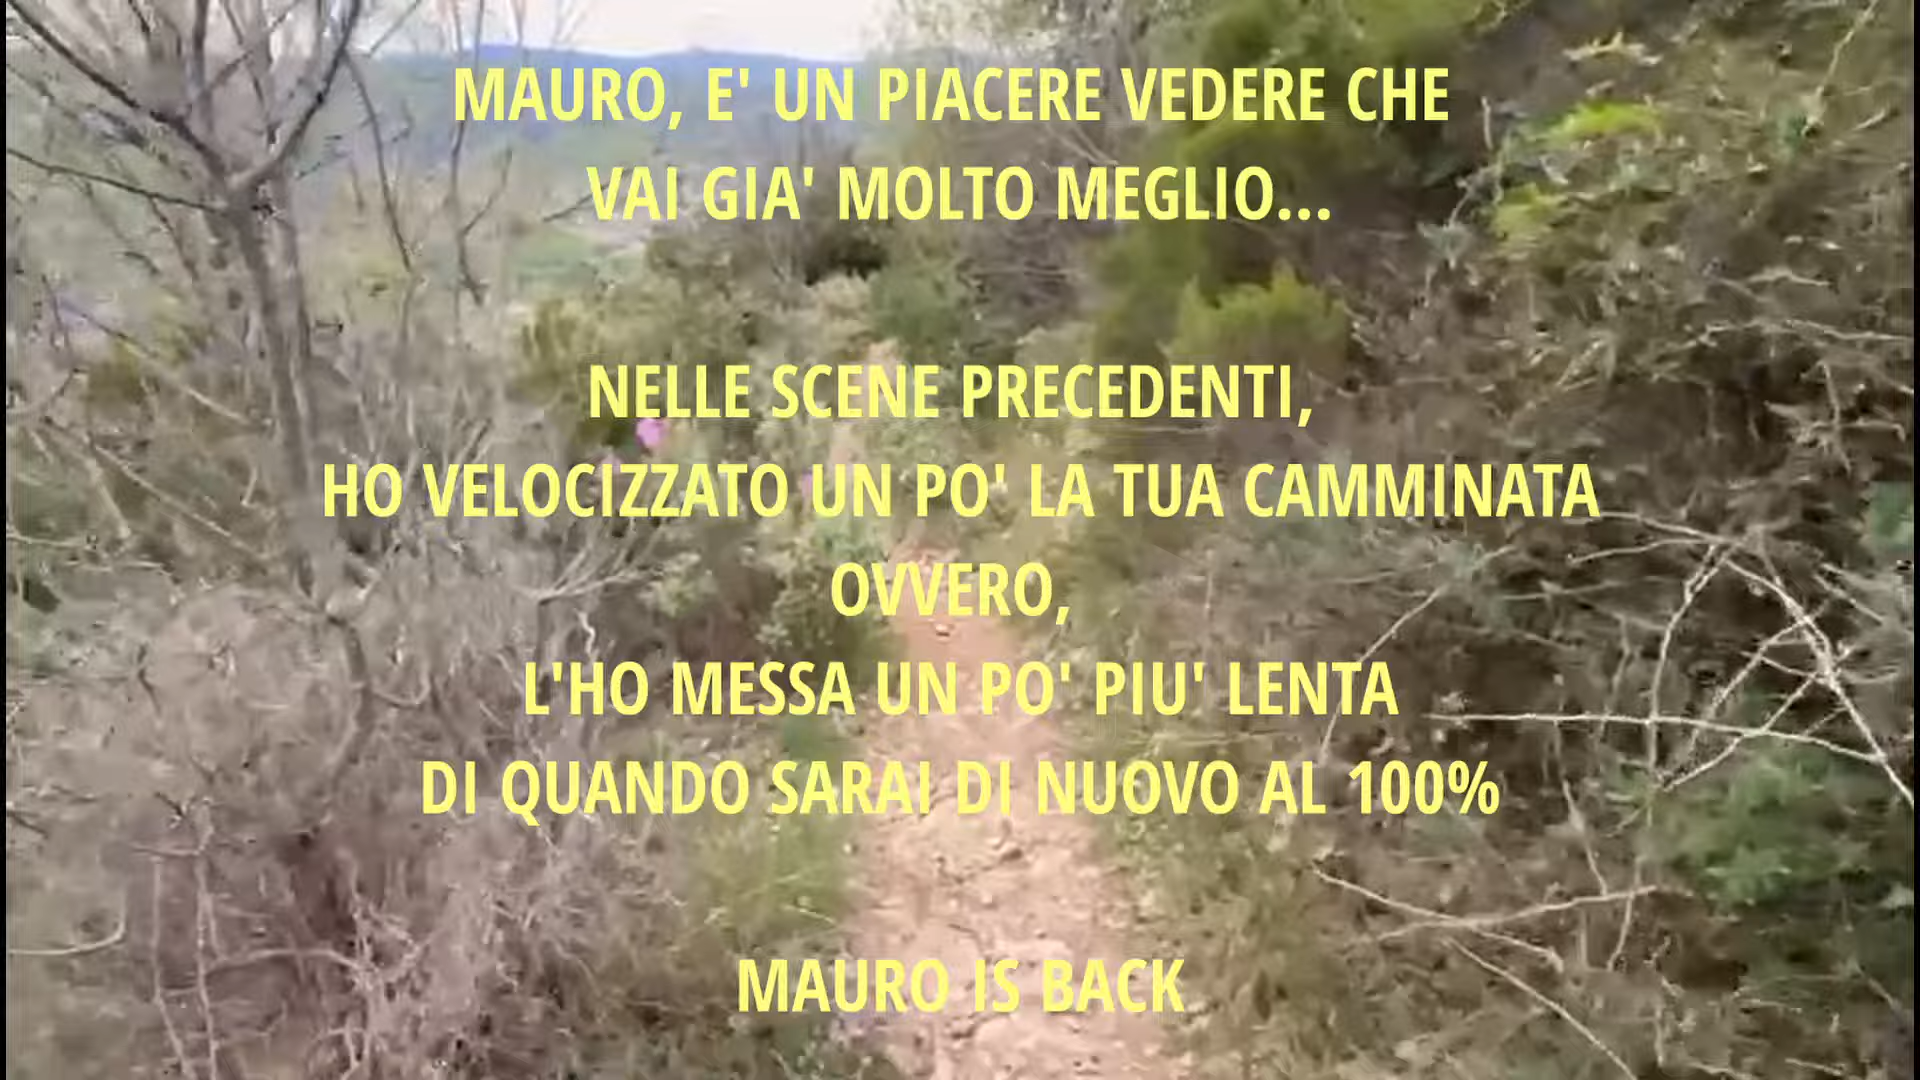 MAURO, E' UN PIACERE VEDERE CHE
VAI GIA' MOLTO MEGLIO...
NELLE SCENE PRECEDENTI,
HO VELOCIZZATO UN PO' LA TUA CAMMINATA
OVVERO,
L'HO MESSA UN PO' PIU' LENTA
DI QUANDO SARAI DI NUOVO AL 100%
MAURO IS BACK